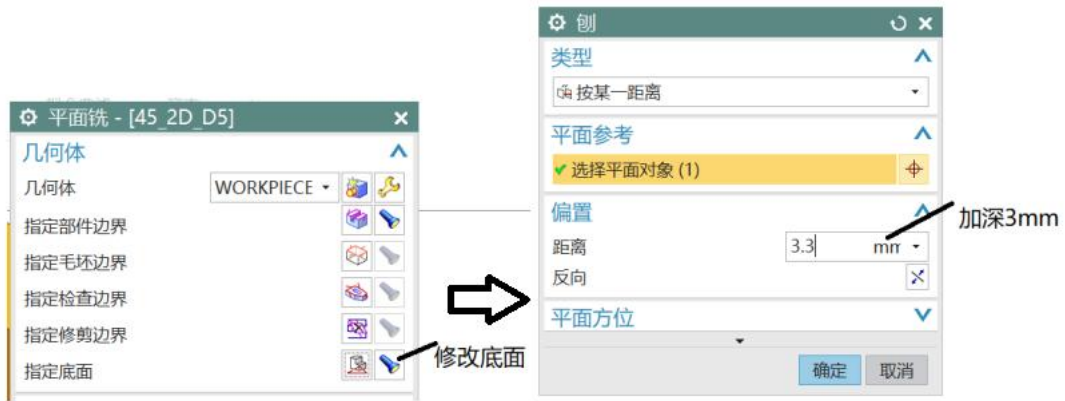 平面铣 - [45_2D_D5]
几何体
几何体 WORKPIECE
指定部件边界
指定毛坯边界
指定检查边界
指定修剪边界
指定底面
修改底面
刨
类型
按某一距离
平面参考
选择平面对象 (1)
偏置
距离 3.3 mm
反向
平面方位
确定 取消
加深3mm